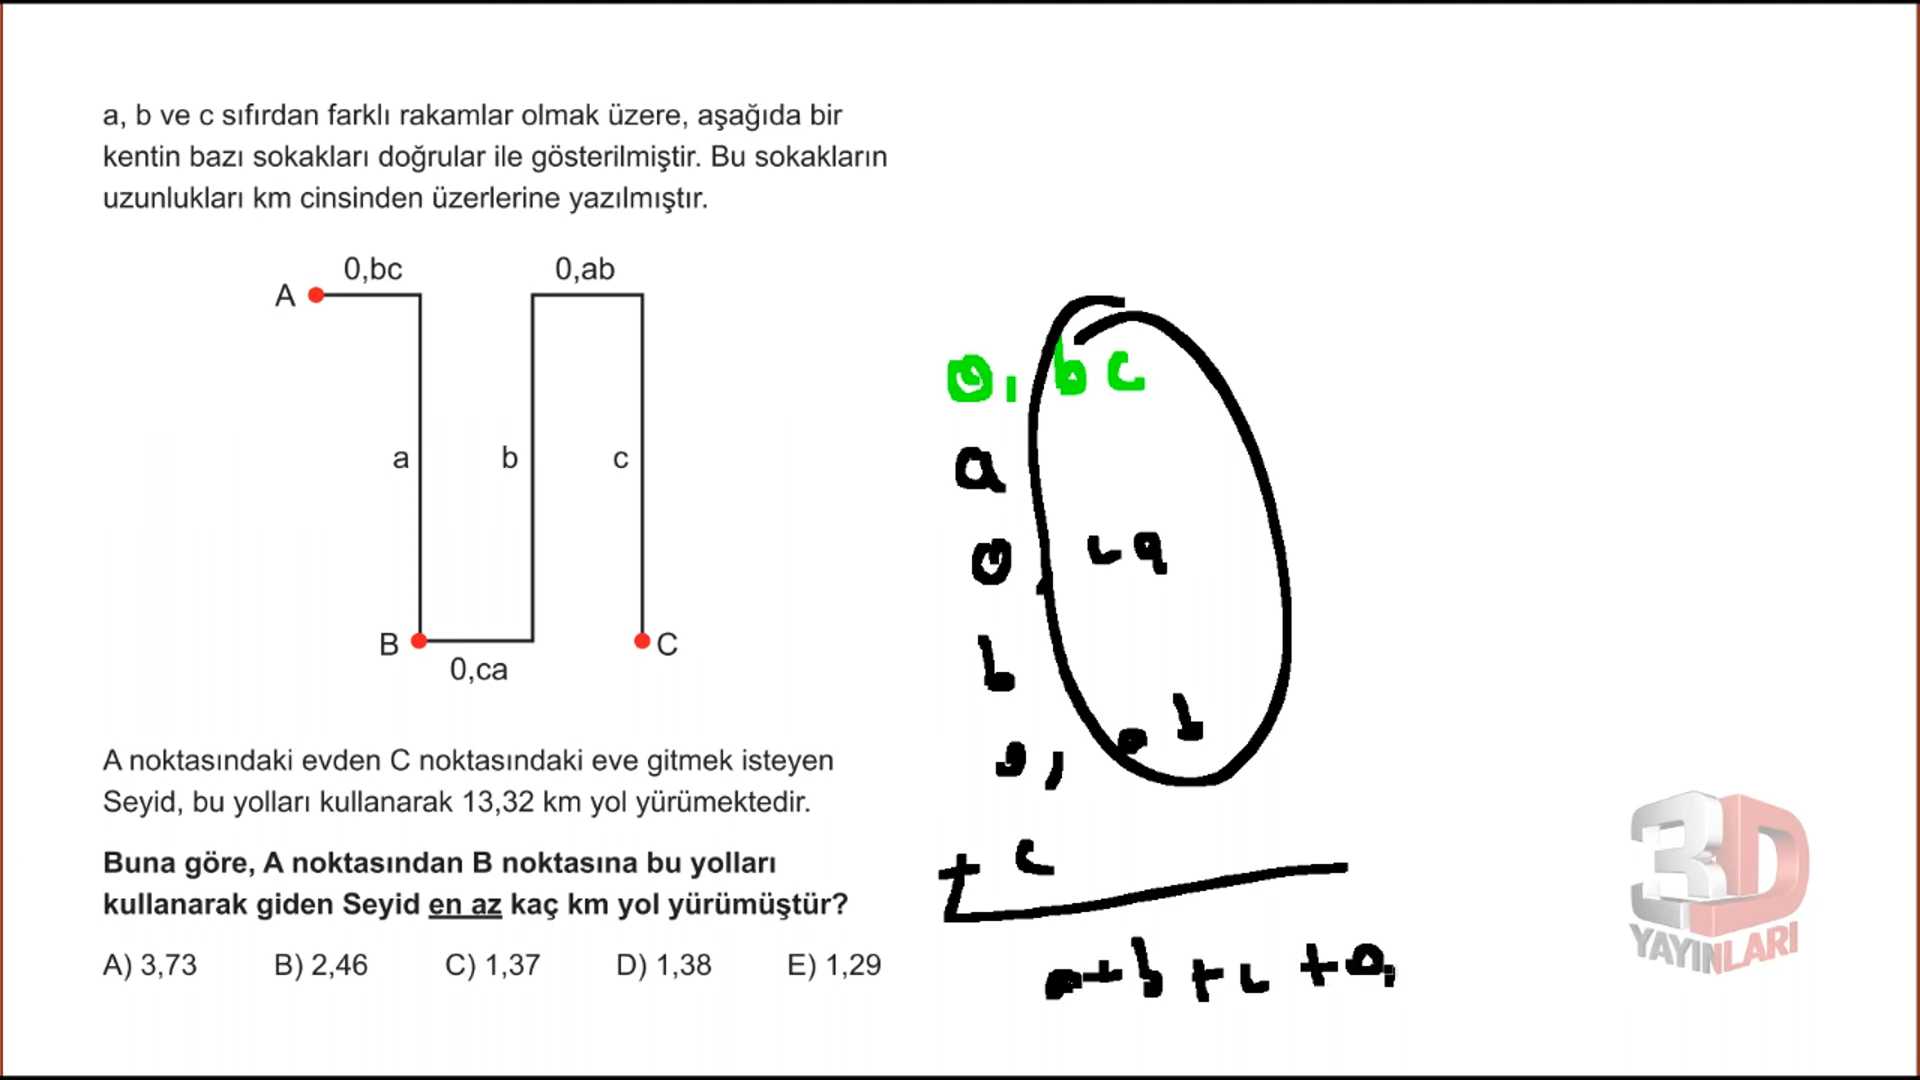 a, b ve c sıfırdan farklı rakamlar olmak üzere, aşağıda bir
kentin bazı sokakları doğrular ile gösterilmiştir. Bu sokakların
uzunlukları km cinsinden üzerlerine yazılmıştır.
0,bc
0,ab
A
a
b
c
B
C
0,ca
A noktasındaki evden C noktasındaki eve gitmek isteyen
Seyid, bu yolları kullanarak 13,32 km yol yürümektedir.
Buna göre, A noktasından B noktasına bu yolları
kullanarak giden Seyid en az kaç km yol yürümüştür?
A) 3,73 B) 2,46 C) 1,37 D) 1,38 E) 1,29
0,bc
a
0,ca
b
0,ab
+ c
a+b+c+0,
3D
YAYINLARI